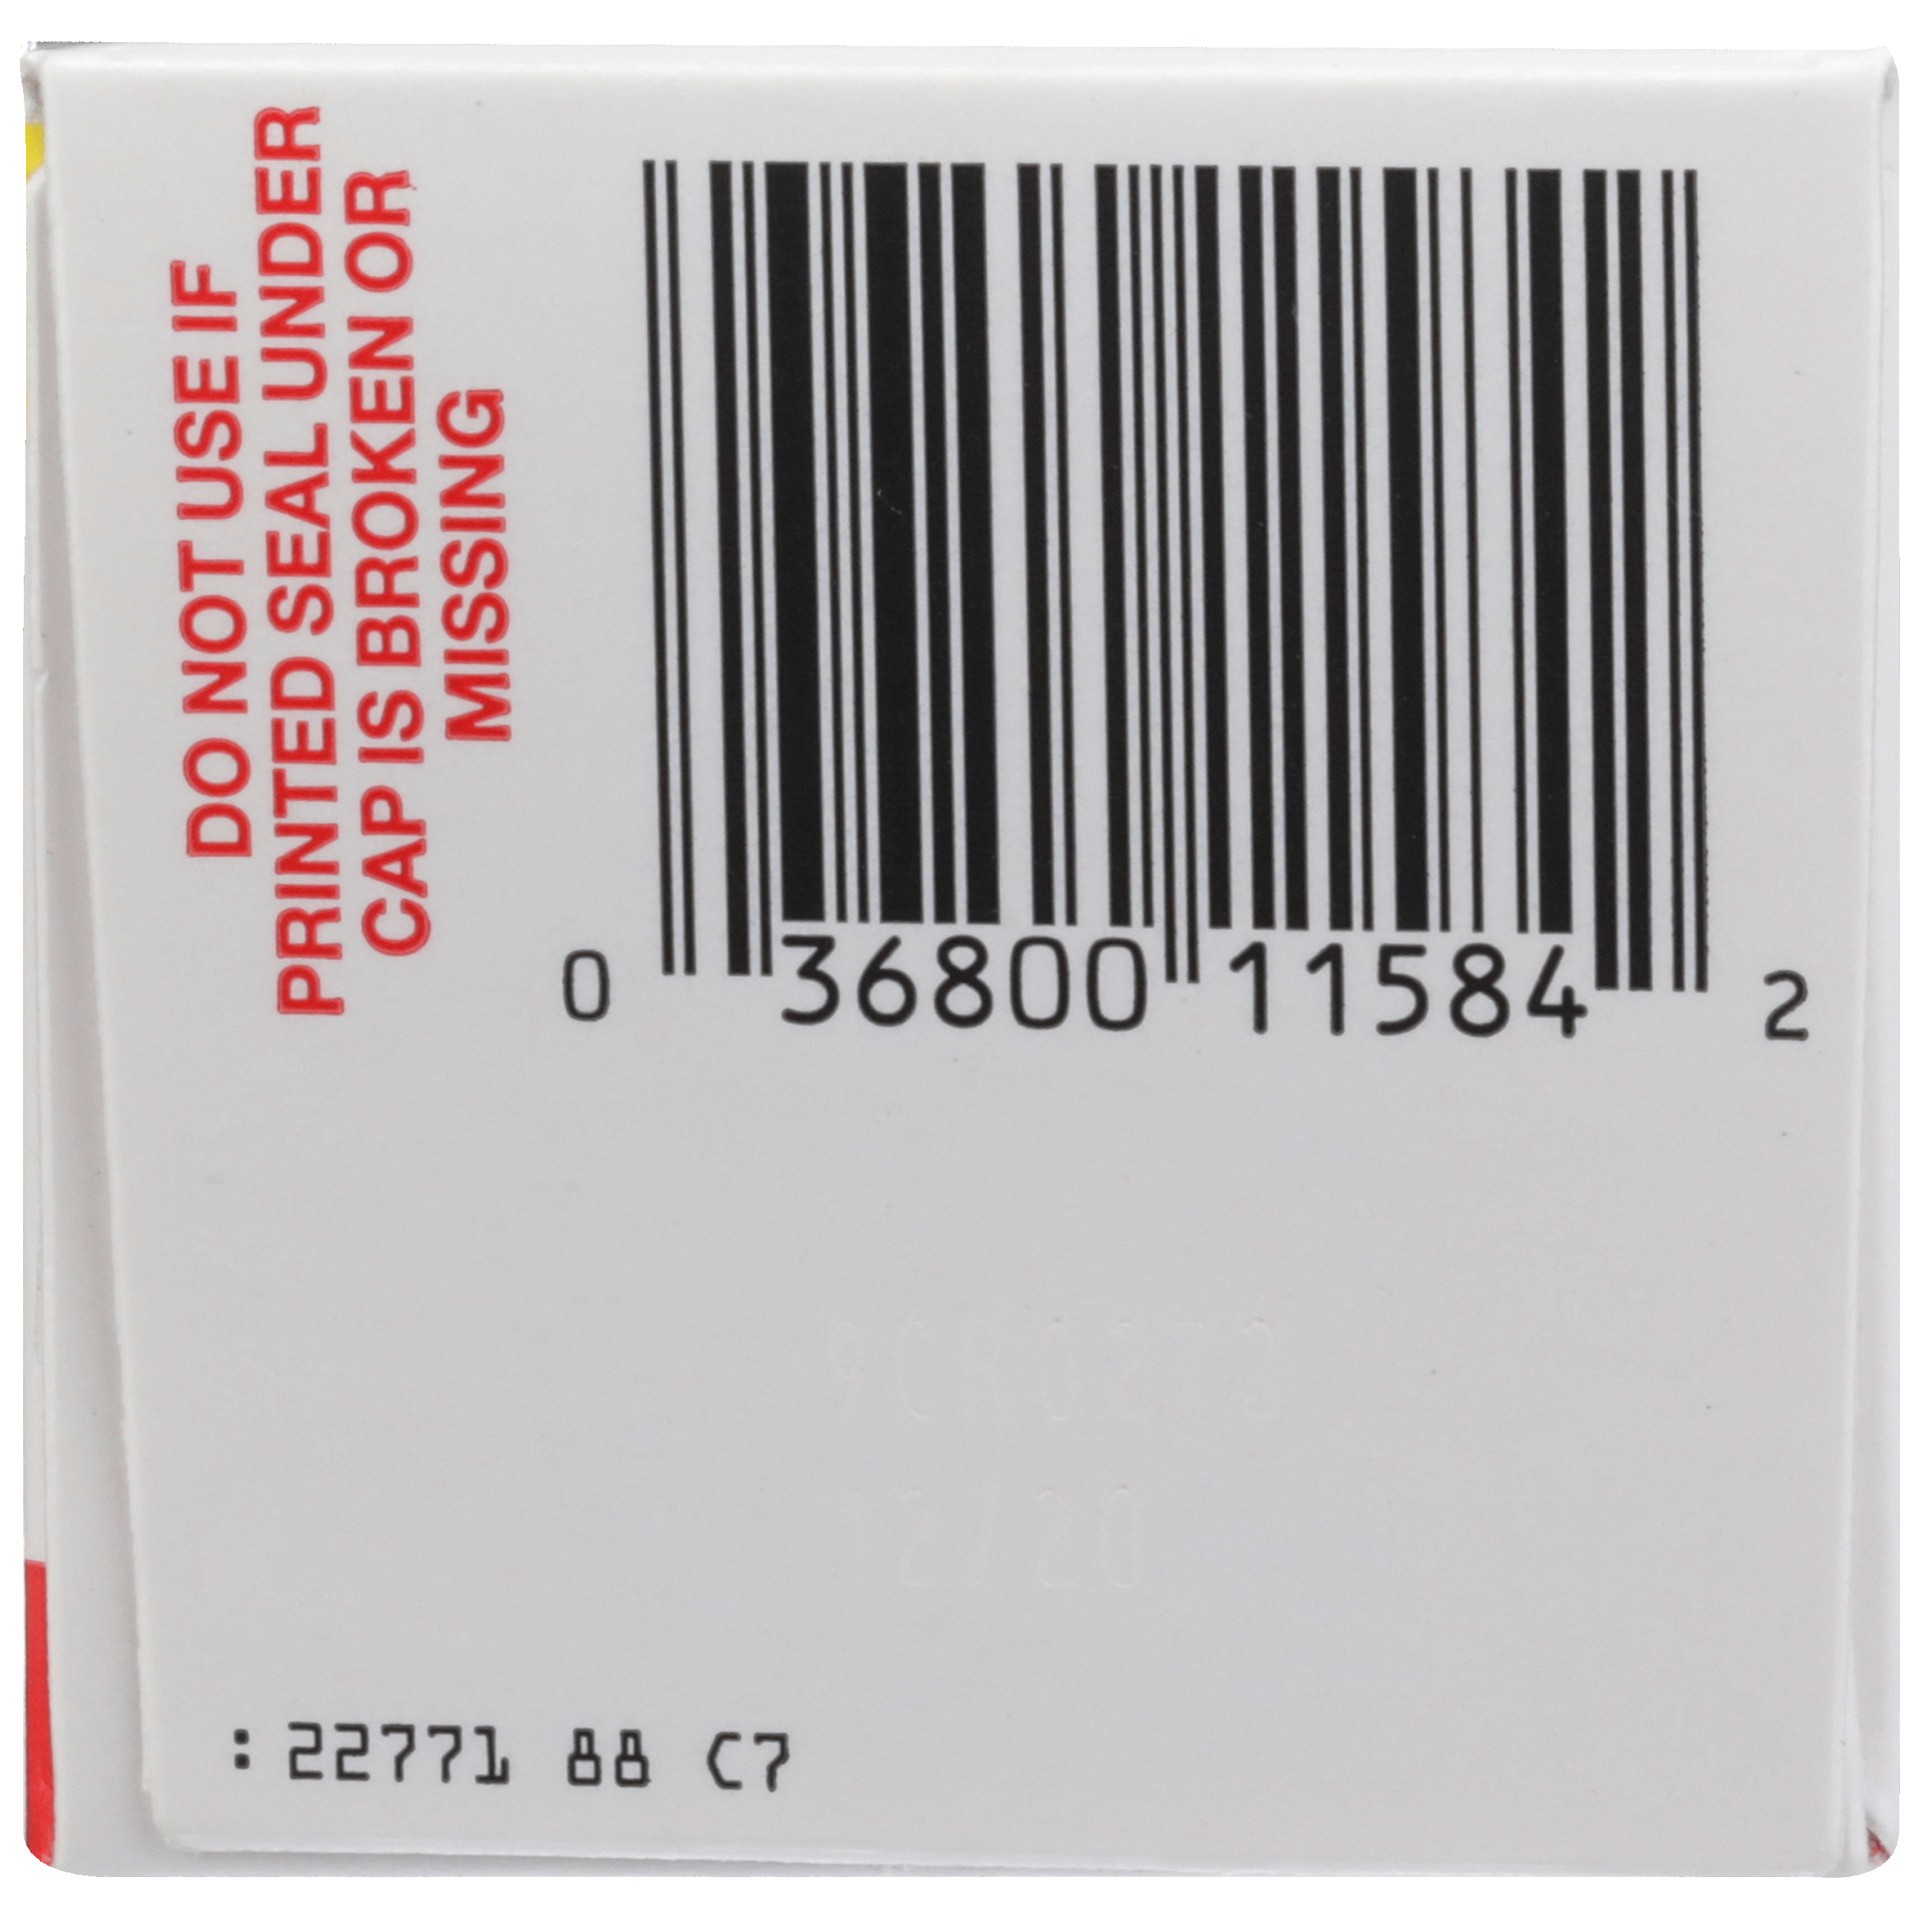 DO NOT USE IF
PRINTED SEAL UNDER
CAP IS BROKEN OR
MISSING
0 36800 11584 2
: 22771 88 C7